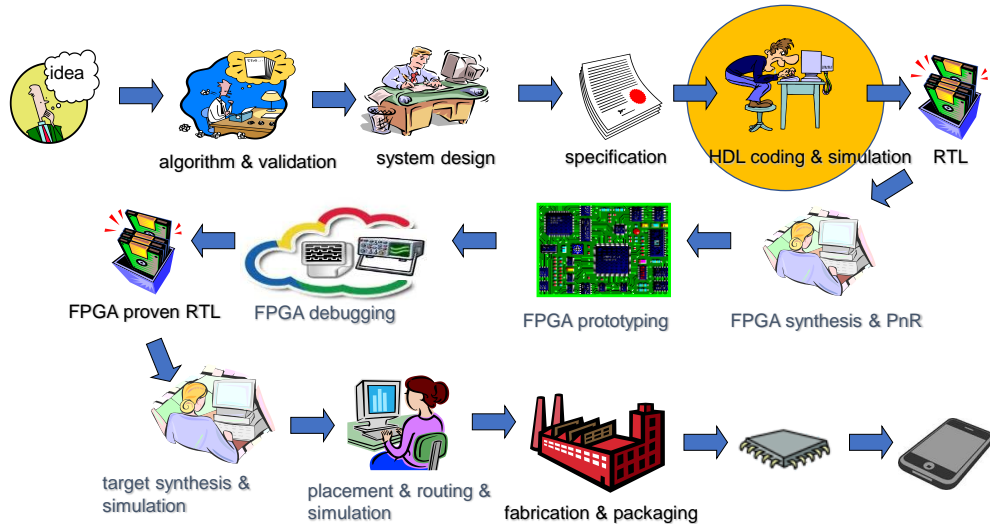 idea
algorithm & validation
system design
specification
HDL coding & simulation
RTL
FPGA proven RTL
FPGA debugging
FPGA prototyping
FPGA synthesis & PnR
target synthesis &
simulation
placement & routing &
simulation
fabrication & packaging